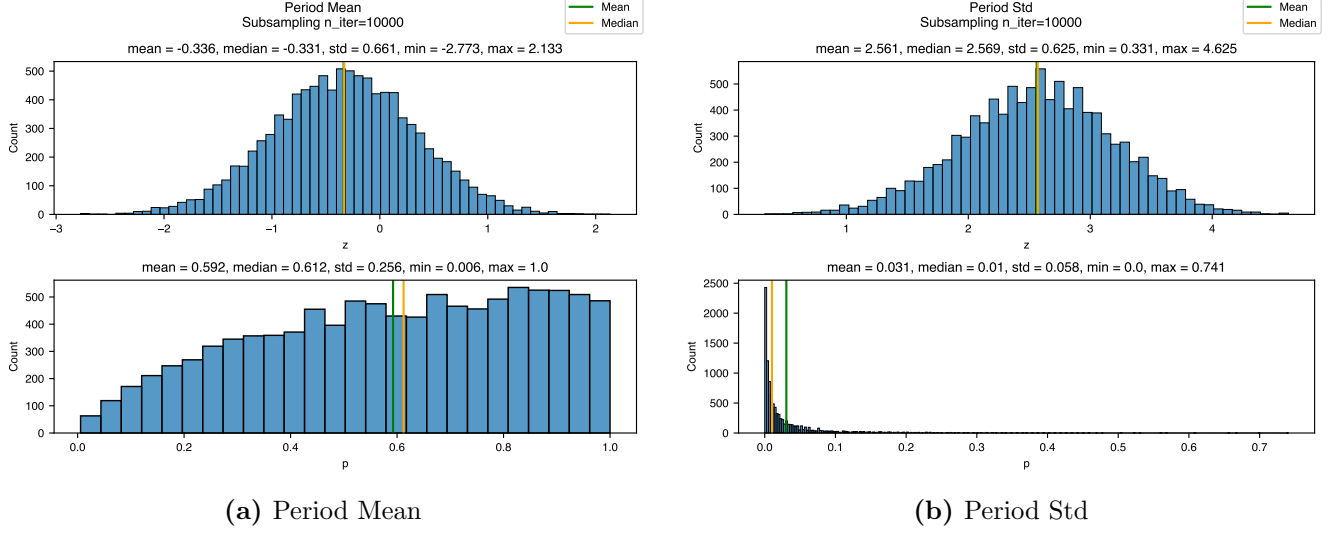 Period Mean
Subsampling n_iter=10000
Mean
Median
mean = -0.336, median = -0.331, std = 0.661, min = -2.773, max = 2.133
Count
500
400
300
200
100
0
−3
−2
−1
0
1
2
z
mean = 0.592, median = 0.612, std = 0.256, min = 0.006, max = 1.0
Count
500
400
300
200
100
0
0.0
0.2
0.4
0.6
0.8
1.0
p
(a) Period Mean
Period Std
Subsampling n_iter=10000
Mean
Median
mean = 2.561, median = 2.569, std = 0.625, min = 0.331, max = 4.625
Count
500
400
300
200
100
0
1
2
3
4
z
mean = 0.031, median = 0.01, std = 0.058, min = 0.0, max = 0.741
Count
2500
2000
1500
1000
500
0
0.0
0.1
0.2
0.3
0.4
0.5
0.6
0.7
p
(b) Period Std